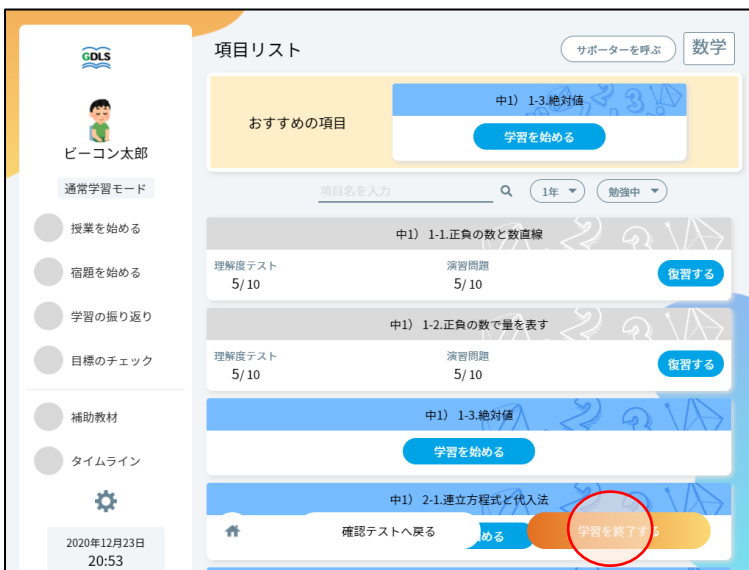 GDLS
ビーコン太郎
通常学習モード
授業を始める
宿題を始める
学習の振り返り
目標のチェック
補助教材
タイムライン
2020年12月23日
20:53
項目リスト
サポーターを呼ぶ
数学
おすすめの項目
中1) 1-3.絶対値
学習を始める
項目名を入力
1年
勉強中
中1) 1-1.正負の数と数直線
理解度テスト
5/10
演習問題
5/10
復習する
中1) 1-2.正負の数で量を表す
理解度テスト
5/10
演習問題
5/10
復習する
中1) 1-3.絶対値
学習を始める
中1) 2-1.連立方程式と代入法
確認テストへ戻る
める
学習を終了する